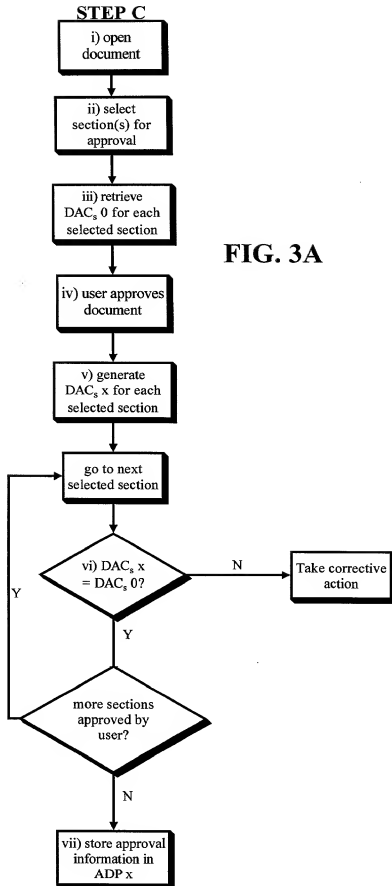 STEP C
i) open
document
ii) select
section(s) for
approval
iii) retrieve
DACs 0 for each
selected section
FIG. 3A
iv) user approves
document
v) generate
DACs x for each
selected section
go to next
selected section
vi) DACs x
= DACs 0?
N
Take corrective
action
Y
Y
more sections
approved by
user?
N
vii) store approval
information in
ADP x